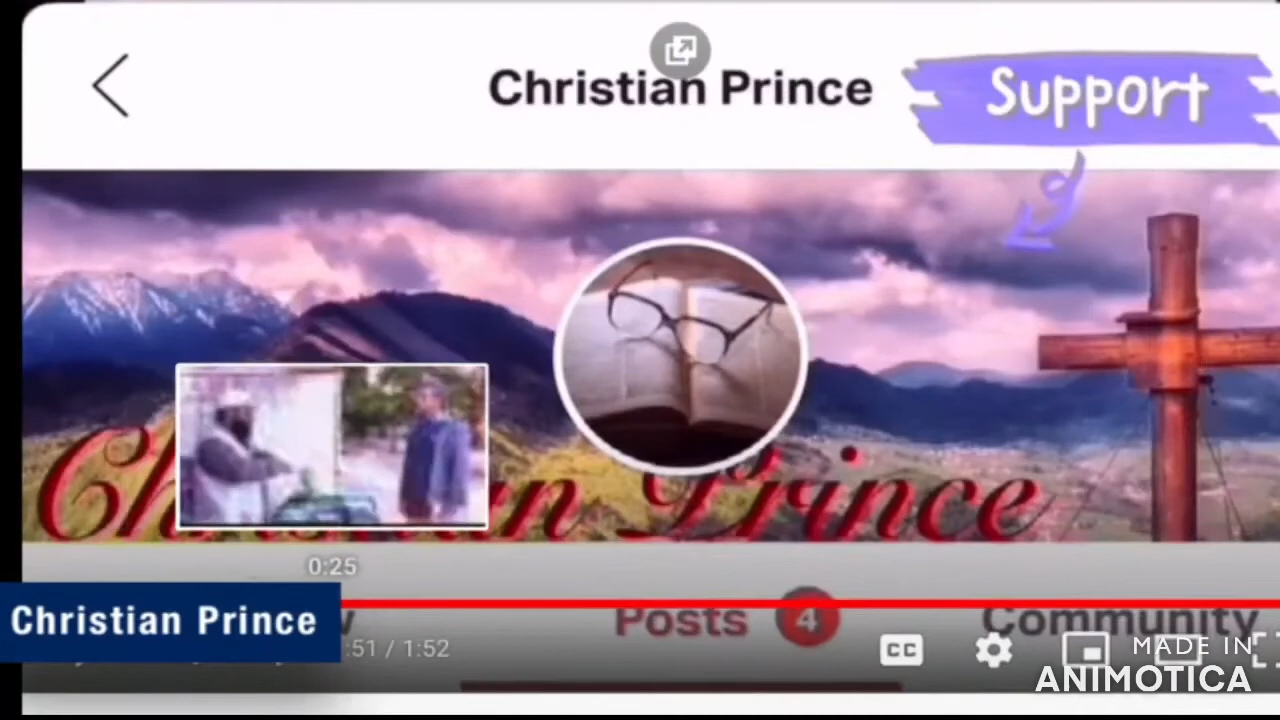 Christian Prince
Support
Christian Prince
0:25
Christian Prince
Posts 4
Community
:51 / 1:52
CC
MADE IN
ANIMOTICA